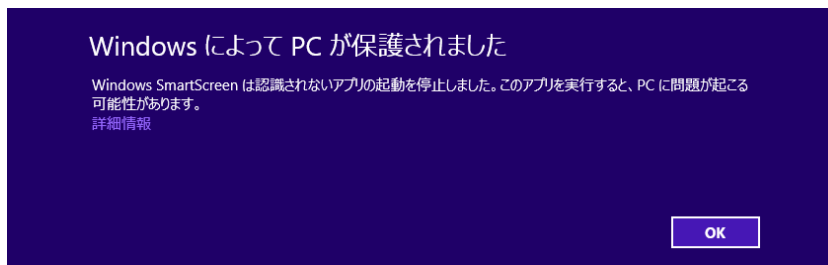 Windows によって PC が保護されました
Windows SmartScreen は認識されないアプリの起動を停止しました。このアプリを実行すると、PC に問題が起こる
可能性があります。
詳細情報
OK